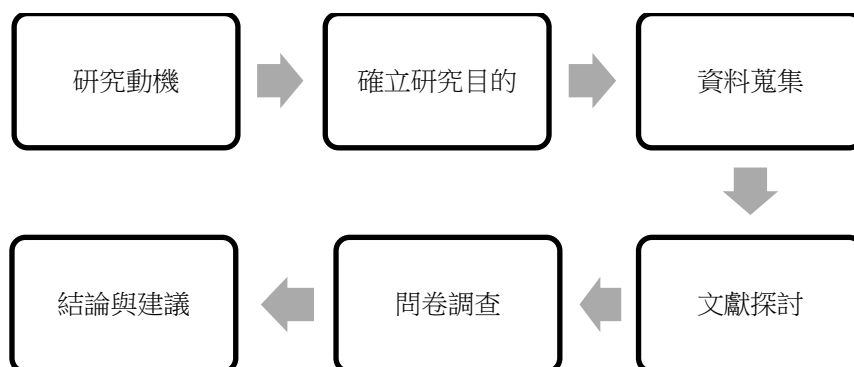 研究動機
確立研究目的
資料蒐集
文獻探討
問卷調查
結論與建議